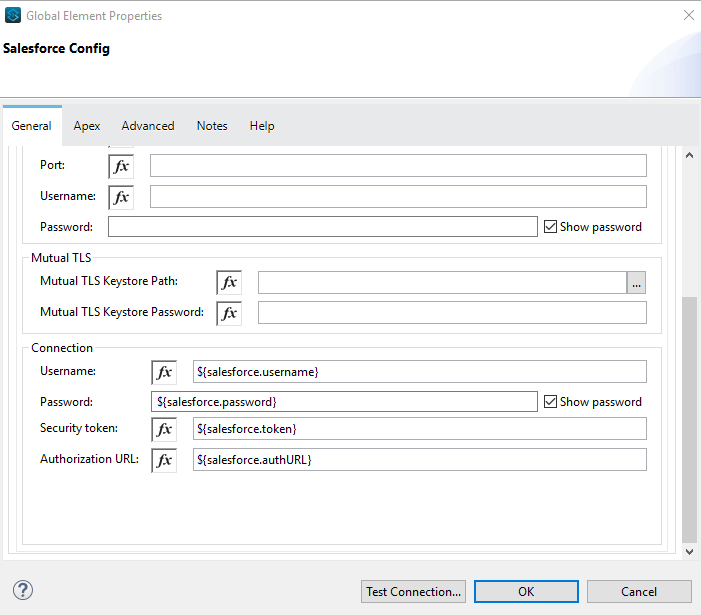 Global Element Properties
Salesforce Config
General Apex Advanced Notes Help
Port: fx
Username: fx
Password: Show password
Mutual TLS
Mutual TLS Keystore Path: fx ...
Mutual TLS Keystore Password: fx
Connection
Username: fx ${salesforce.username}
Password: ${salesforce.password} Show password
Security token: fx ${salesforce.token}
Authorization URL: fx ${salesforce.authURL}
? Test Connection... OK Cancel